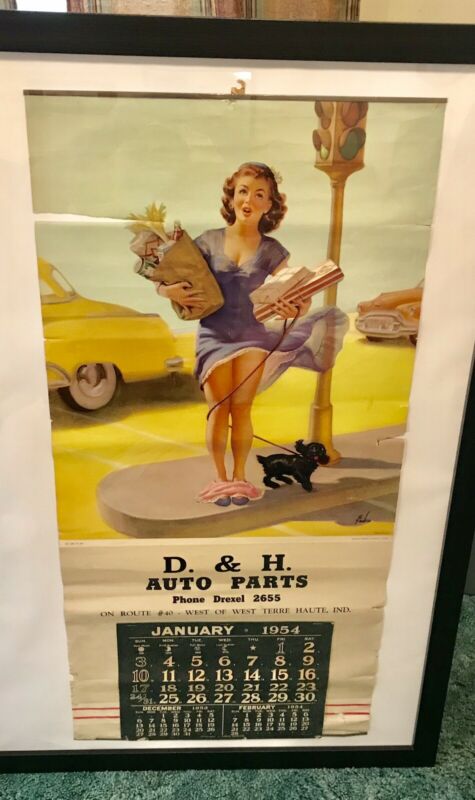 D. & H.
AUTO PARTS
Phone Drexel 2655
ON ROUTE #40 - WEST OF WEST TERRE HAUTE, IND.
JANUARY 1954
SUN. MON. TUE. WED. THU. FRI. SAT.
1 2
3 4 5 6 7 8 9
10 11 12 13 14 15 16
17 18 19 20 21 22 23
24/31 25 26 27 28 29 30
DECEMBER 1953 FEBRUARY 1954